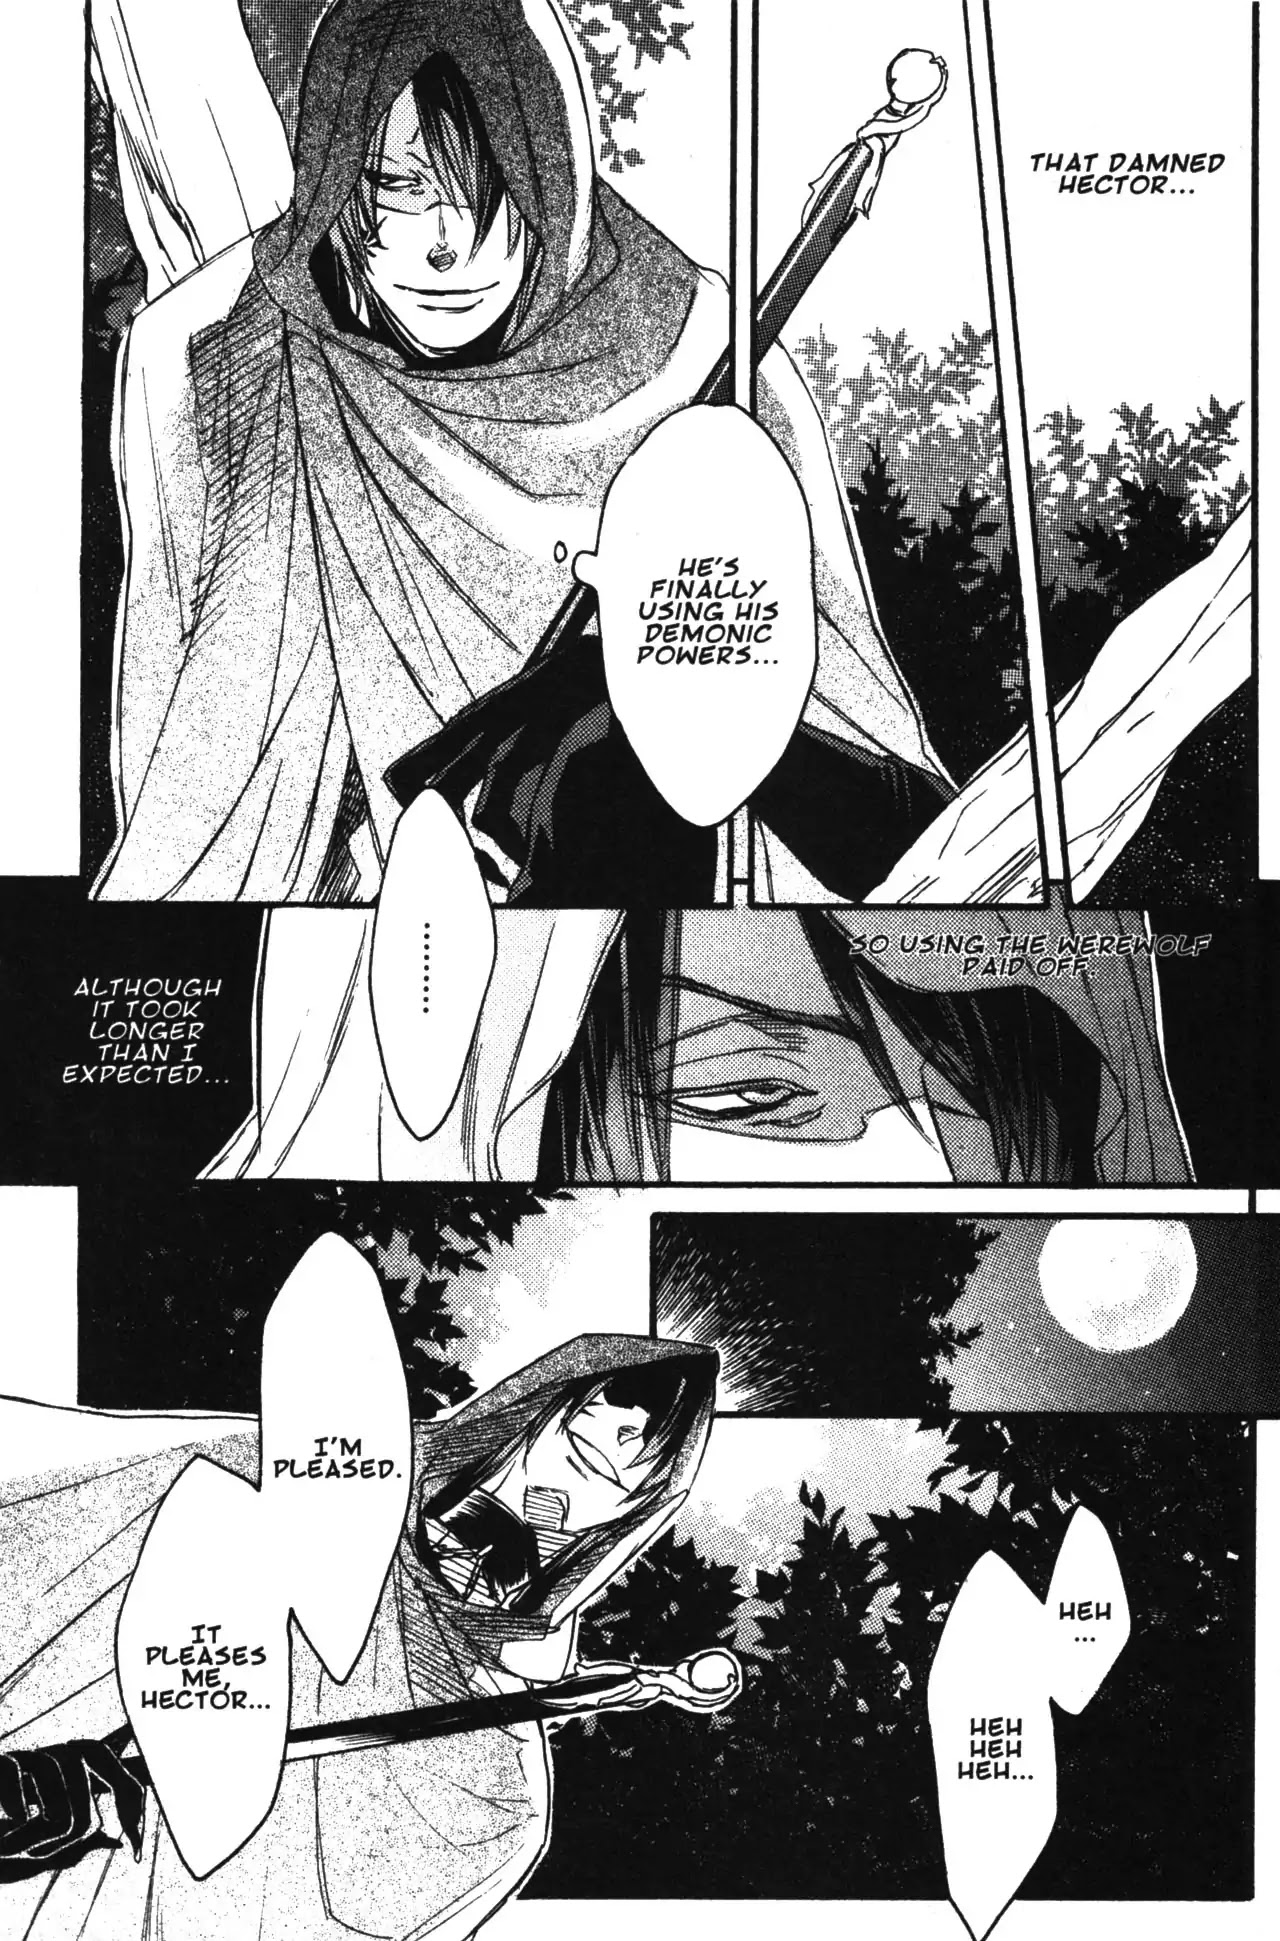 THAT DAMNED
HECTOR...
HE'S
FINALLY
USING HIS
DEMONIC
POWERS...
SO USING THE WEREWOLF
PAID OFF
.........
ALTHOUGH
IT TOOK
LONGER
THAN I
EXPECTED...
HEH
...
HEH
HEH
HEH...
I'M
PLEASED.
IT
PLEASES
ME,
HECTOR...